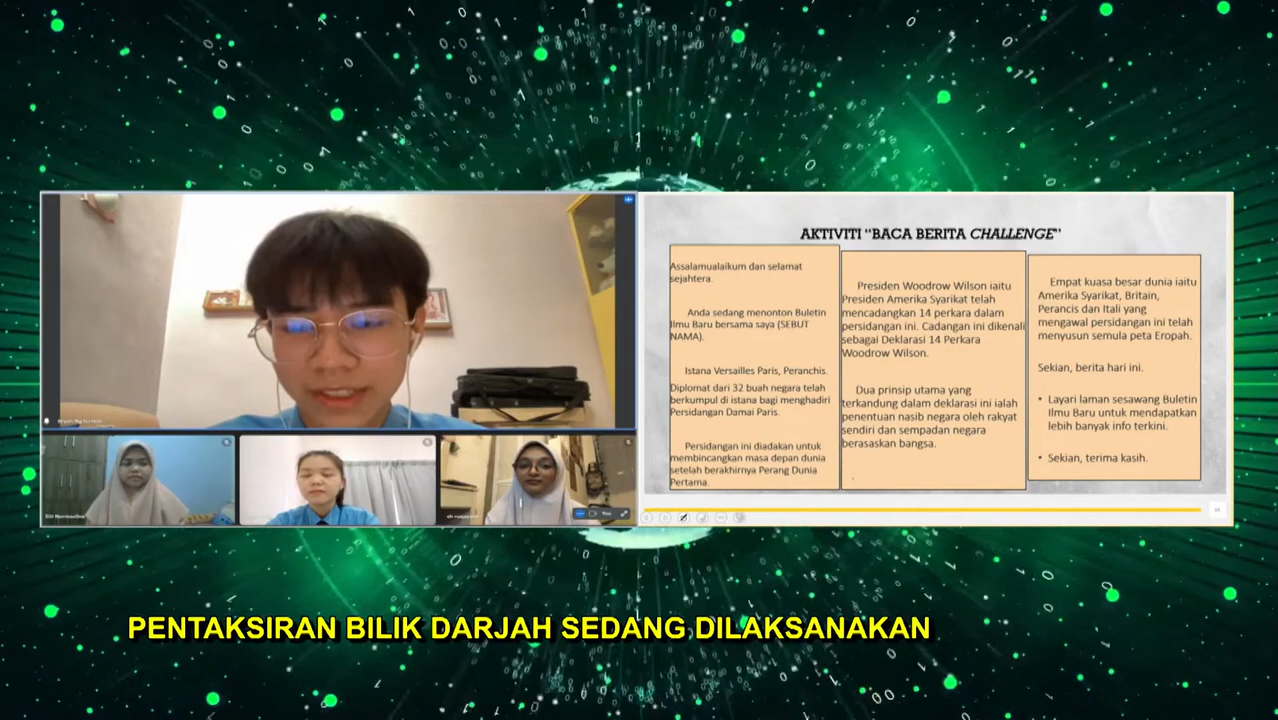 AKTIVITI “BACA BERITA CHALLENGE”
Assalamualaikum dan selamat
sejahtera.
Anda sedang menonton Buletin
Ilmu Baru bersama saya (SEBUT
NAMA).
Istana Versailles Paris, Peranchis.
Diplomat dari 32 buah negara telah
berkumpul di istana bagi menghadiri
Persidangan Damai Paris.
Persidangan ini diadakan untuk
membincangkan masa depan dunia
setelah berakhirnya Perang Dunia
Pertama.
Presiden Woodrow Wilson iaitu
Presiden Amerika Syarikat telah
mencadangkan 14 perkara dalam
persidangan ini. Cadangan ini dikenali
sebagai Deklarasi 14 Perkara
Woodrow Wilson.
Dua prinsip utama yang
terkandung dalam deklarasi ini ialah
penentuan nasib negara oleh rakyat
sendiri dan sempadan negara
berasaskan bangsa.
Empat kuasa besar dunia iaitu
Amerika Syarikat, Britain,
Perancis dan Itali yang
mengawal persidangan ini telah
menyusun semula peta Eropah.
Sekian, berita hari ini.
• Layari laman sesawang Buletin
Ilmu Baru untuk mendapatkan
lebih banyak info terkini.
• Sekian, terima kasih.
You
PENTAKSIRAN BILIK DARJAH SEDANG DILAKSANAKAN